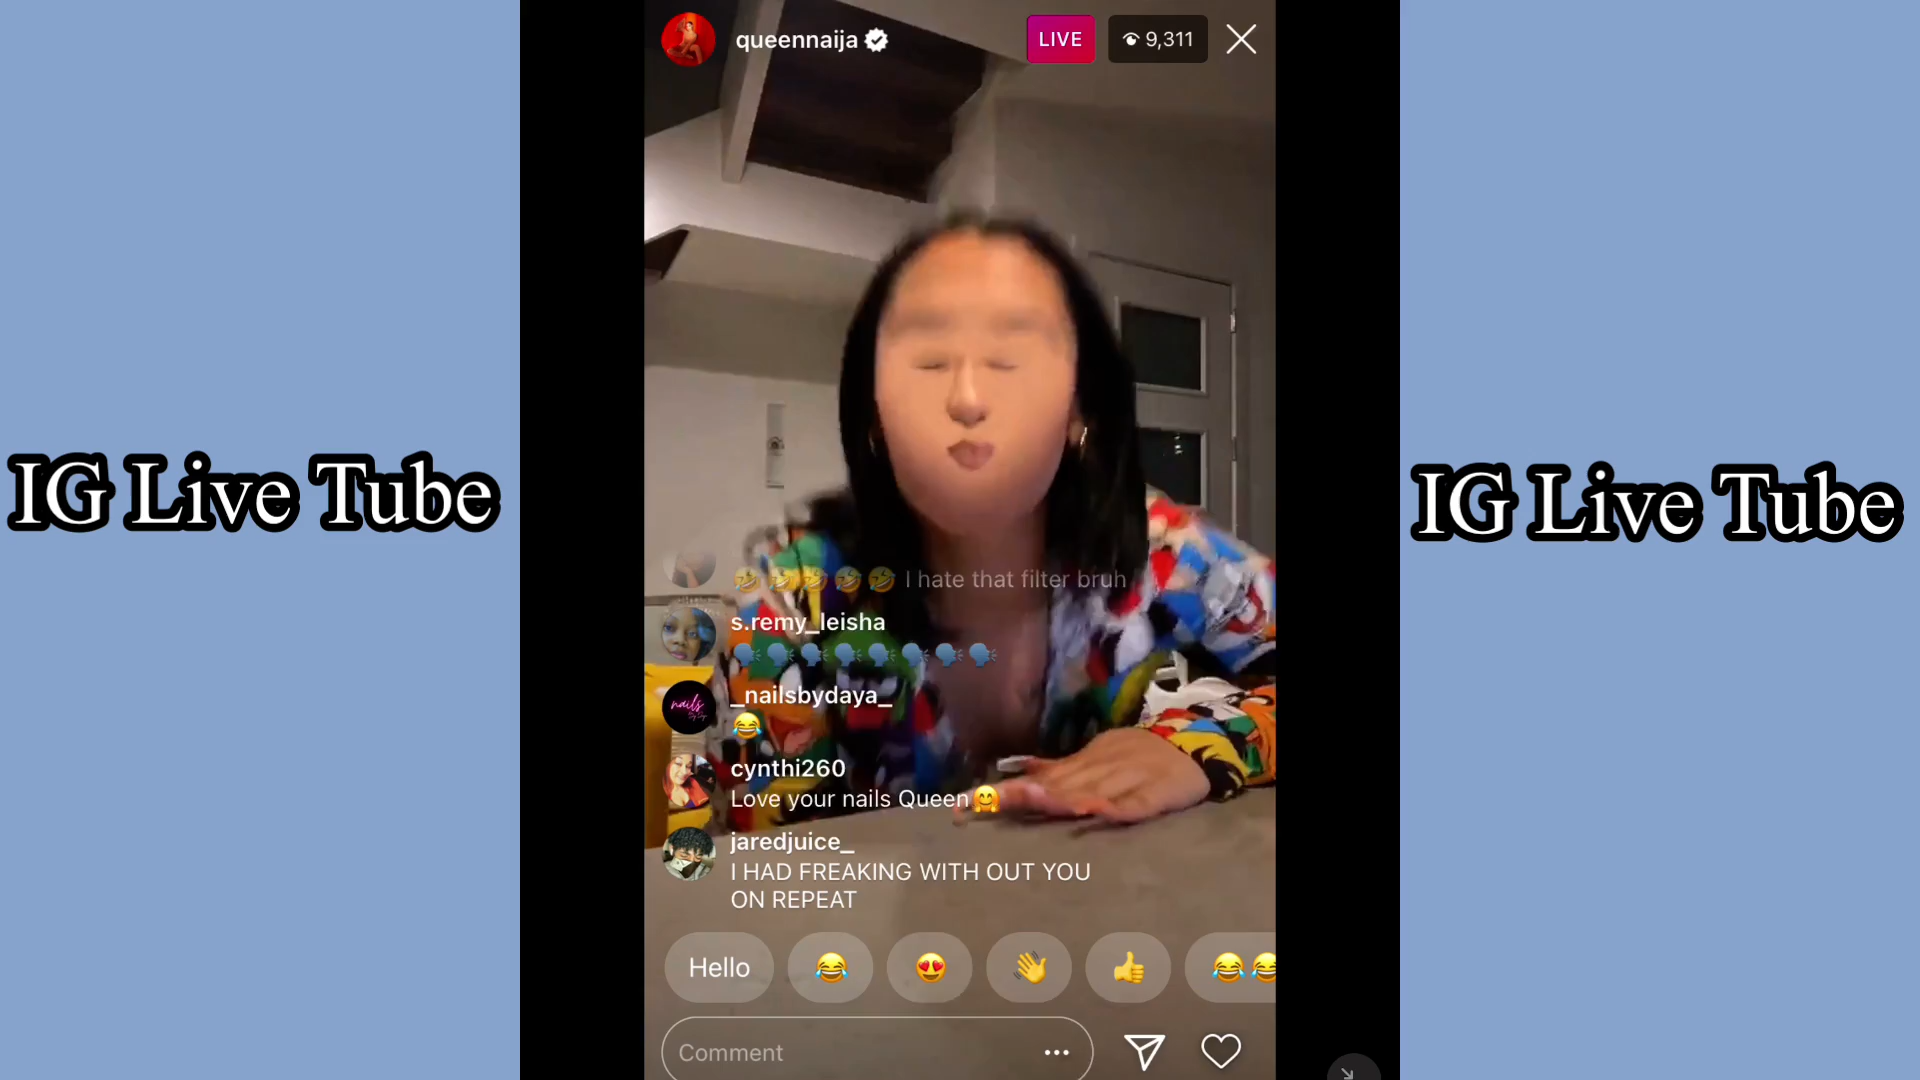 queennaija
LIVE
9,311
IG Live Tube
IG Live Tube
🤣🤣🤣🤣🤣 I hate that filter bruh
s.remy_leisha
🗣️🗣️🗣️🗣️🗣️🗣️🗣️🗣️
_nailsbydaya_
😂
nails
cynthi260
Love your nails Queen🤗
jaredjuice_
I HAD FREAKING WITH OUT YOU
ON REPEAT
Hello 😂 😍 👋 👍 😂😂
Comment